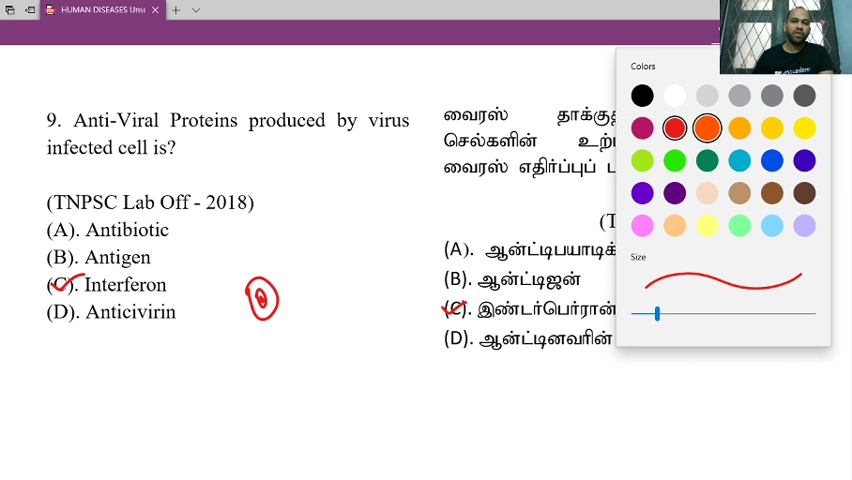 HUMAN DISEASES Unso
Colors
9. Anti-Viral Proteins produced by virus
infected cell is?
(TNPSC Lab Off - 2018)
(A). Antibiotic
(B). Antigen
(C). Interferon
(D). Anticivirin
வைரஸ்
செல்களின்
வைரஸ் எதிர்ப்புப்
(A). ஆன்ட்டிபயாடிக்
(B). ஆன்ட்டிஜன்
(C). இண்டர்பெர்ரான்
(D). ஆன்ட்டினவரின்
Size